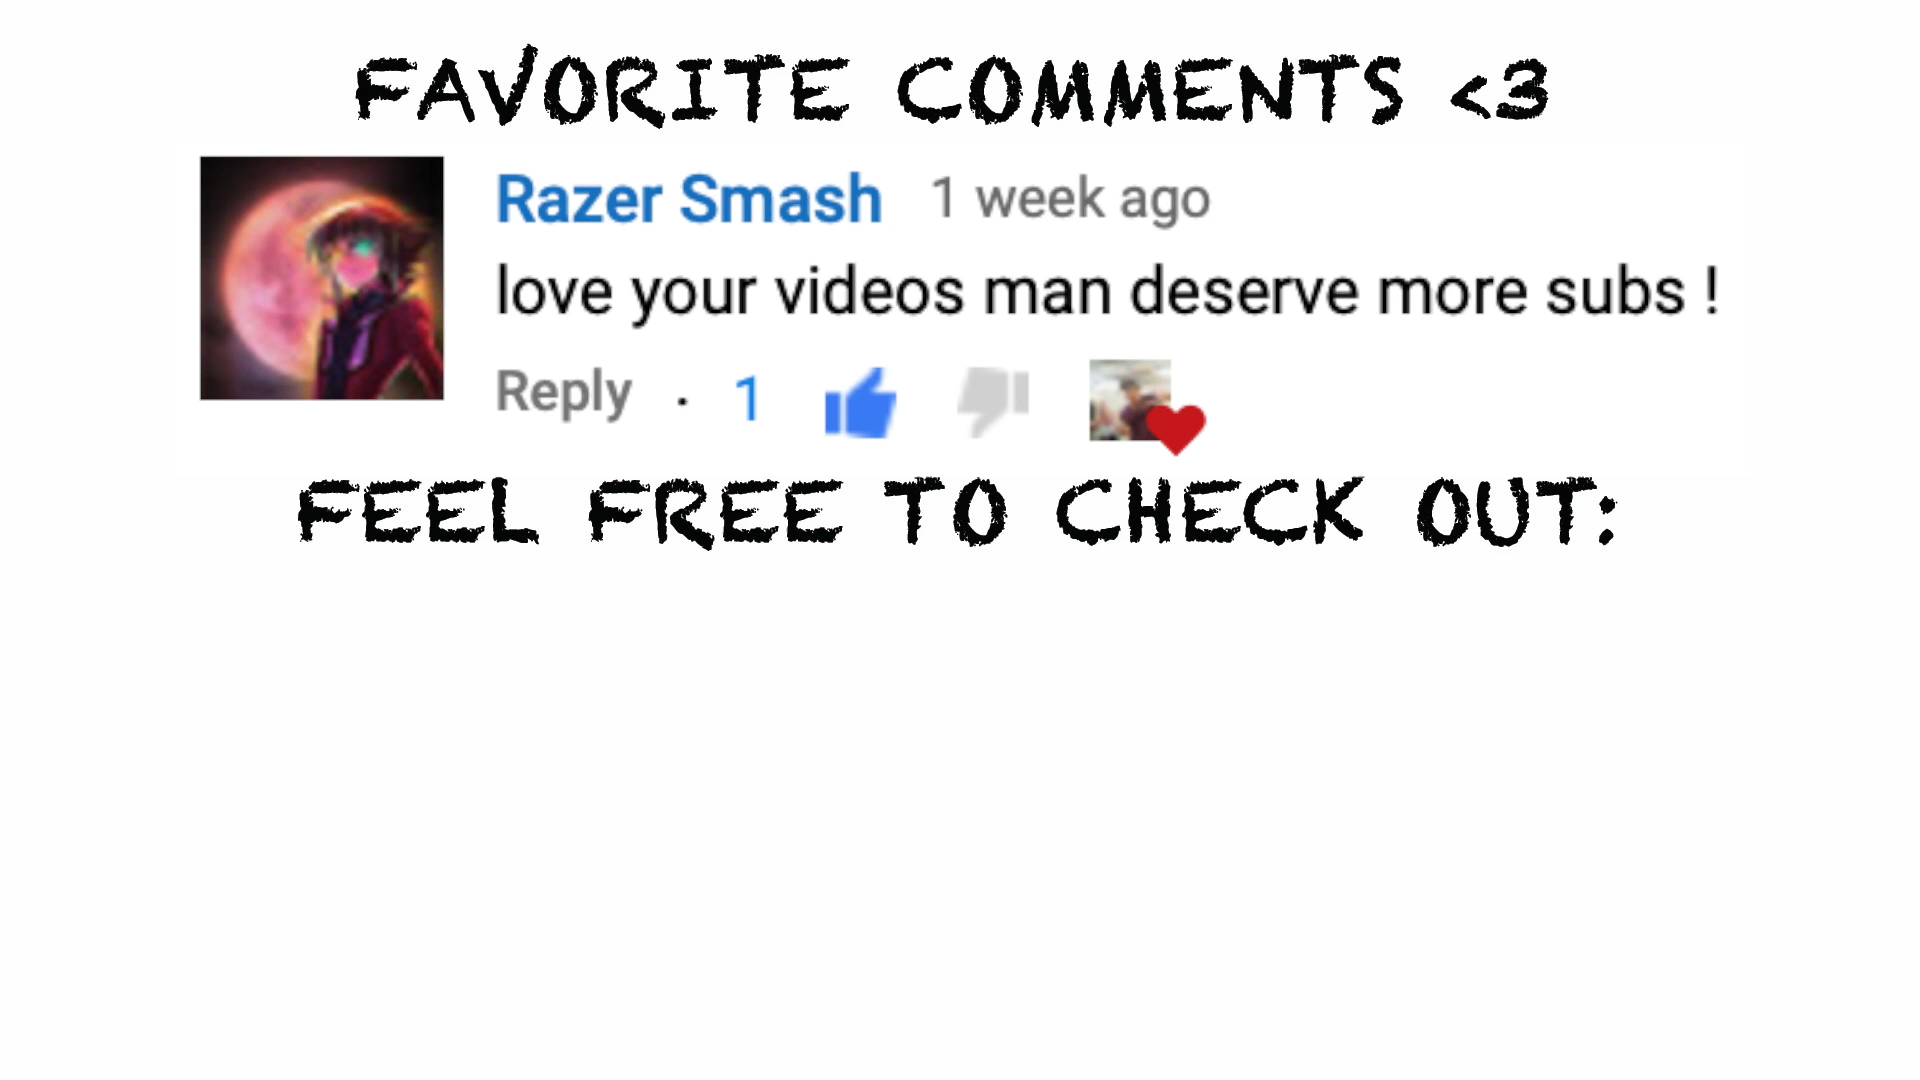 FAVORITE COMMENTS <3
Razer Smash 1 week ago
love your videos man deserve more subs !
Reply · 1
FEEL FREE TO CHECK OUT: